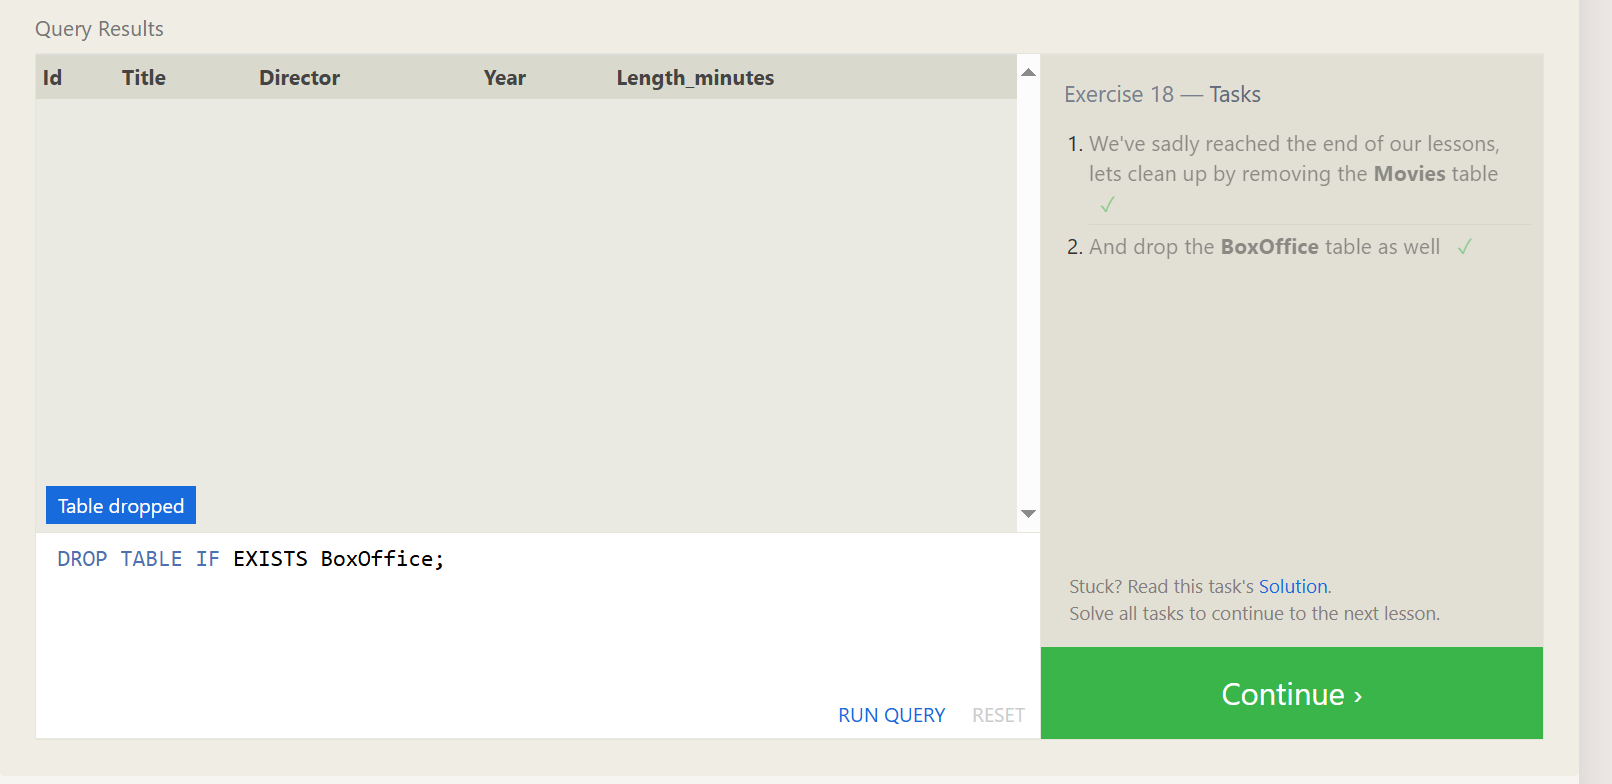 Query Results
Id Title Director Year Length_minutes
Table dropped
DROP TABLE IF EXISTS BoxOffice;
RUN QUERY RESET
Exercise 18 — Tasks
1. We've sadly reached the end of our lessons,
lets clean up by removing the Movies table
✓
2. And drop the BoxOffice table as well ✓
Stuck? Read this task's Solution.
Solve all tasks to continue to the next lesson.
Continue ›